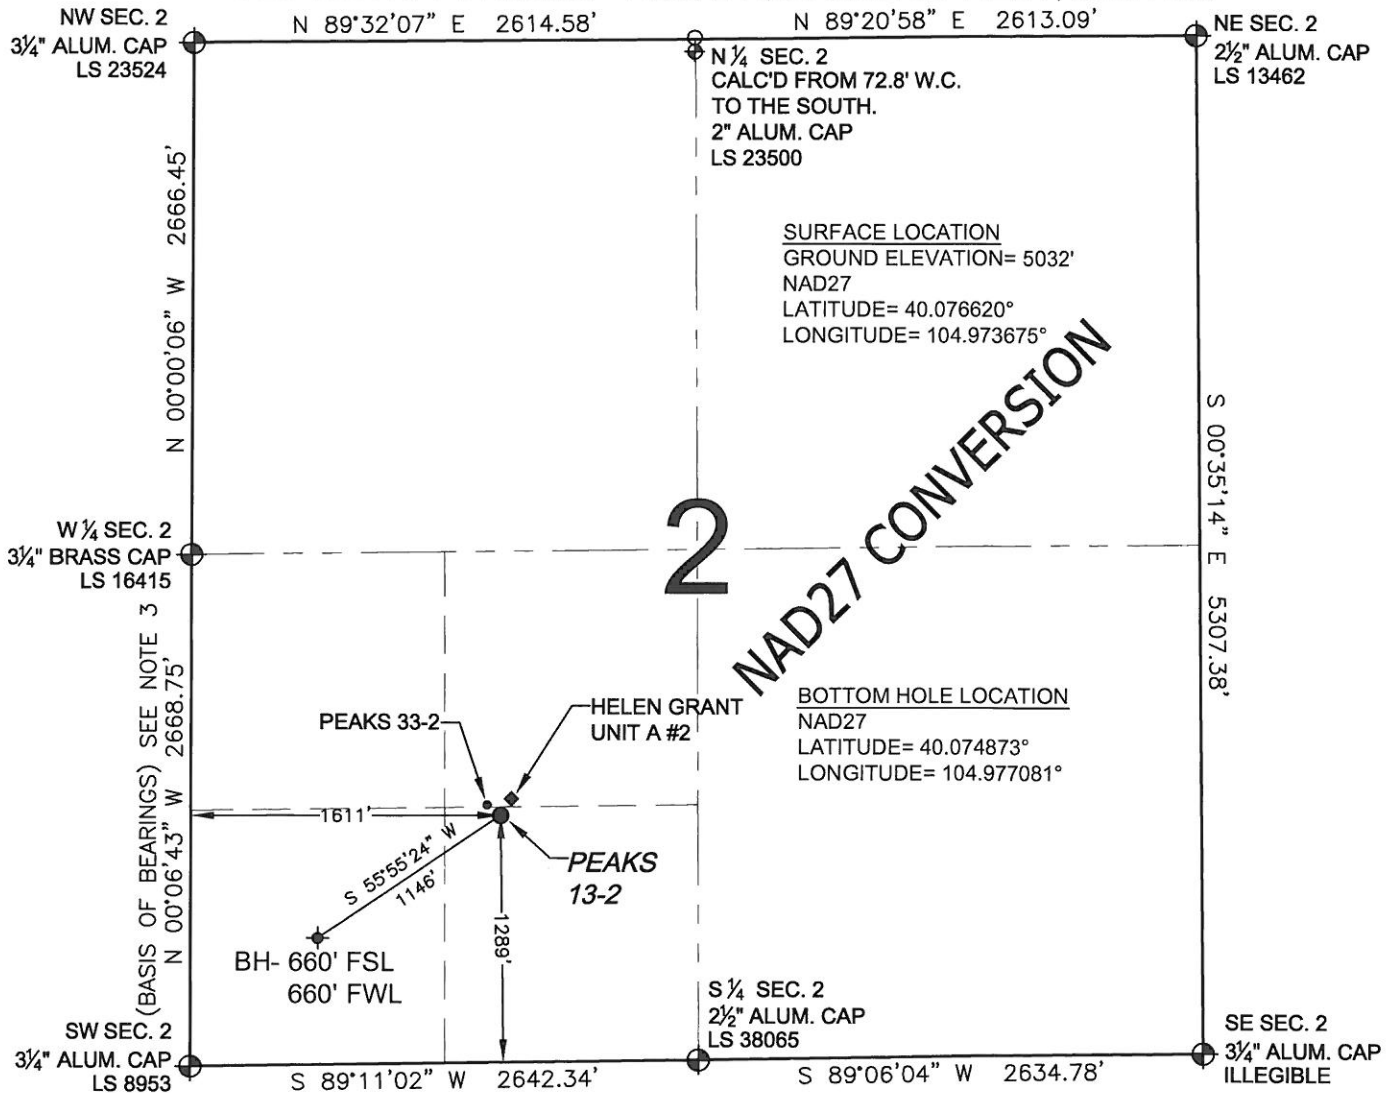 N 89°32'07" E 2614.58'
N 89°20'58" E 2613.09'
NW SEC. 2
3¼" ALUM. CAP
LS 23524
N ¼ SEC. 2
CALC'D FROM 72.8' W.C.
TO THE SOUTH.
2" ALUM. CAP
LS 23500
NE SEC. 2
2½" ALUM. CAP
LS 13462
N 00°00'06" W 2666.45'
SURFACE LOCATION
GROUND ELEVATION= 5032'
NAD27
LATITUDE= 40.076620°
LONGITUDE= 104.973675°
NAD27 CONVERSION
S 00°35'14" E 5307.38'
2
W ¼ SEC. 2
3¼" BRASS CAP
LS 16415
(BASIS OF BEARINGS) SEE NOTE 3
N 00°06'43" W 2668.75'
PEAKS 33-2
HELEN GRANT
UNIT A #2
BOTTOM HOLE LOCATION
NAD27
LATITUDE= 40.074873°
LONGITUDE= 104.977081°
1611'
S 55°55'24" W
1146'
PEAKS
13-2
1289'
BH- 660' FSL
660' FWL
SW SEC. 2
3¼" ALUM. CAP
LS 8953
S ¼ SEC. 2
2½" ALUM. CAP
LS 38065
SE SEC. 2
3¼" ALUM. CAP
ILLEGIBLE
S 89°11'02" W 2642.34'
S 89°06'04" W 2634.78'